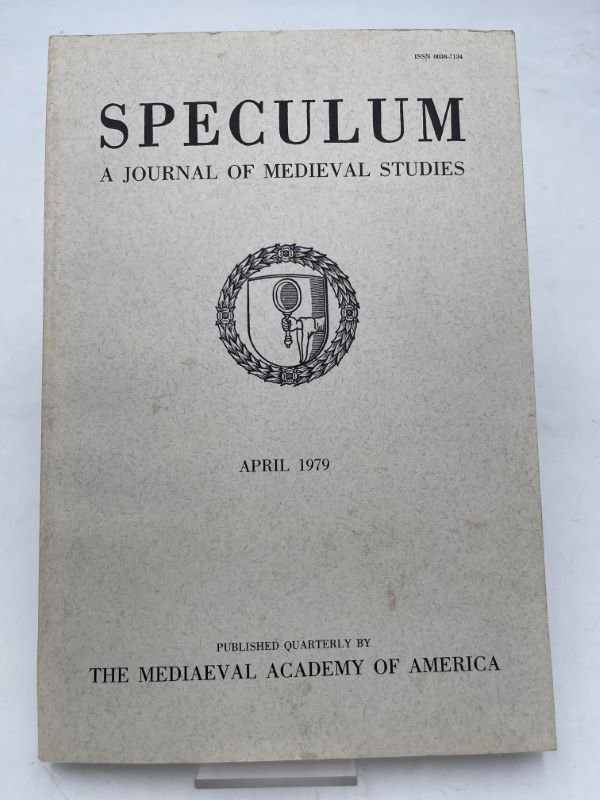 ISSN 0038-7134
SPECULUM
A JOURNAL OF MEDIEVAL STUDIES
APRIL 1979
PUBLISHED QUARTERLY BY
THE MEDIAEVAL ACADEMY OF AMERICA